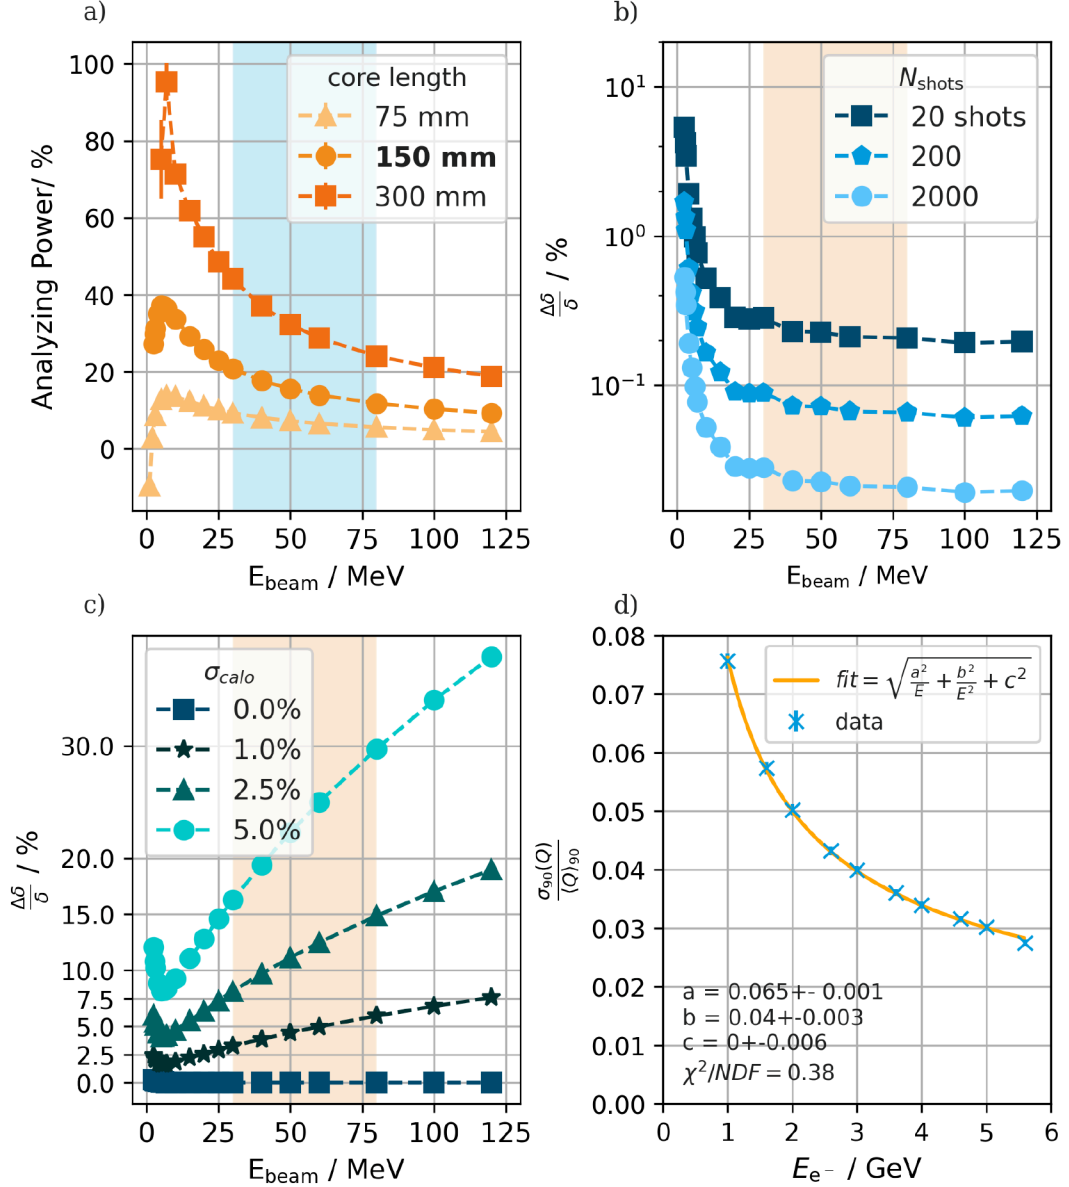 a)
100
80
60
40
20
0
Analyzing Power/ %
core length
75 mm
150 mm
300 mm
0 25 50 75 100 125
E_beam / MeV
b)
10¹
10⁰
10⁻¹
Δδ/δ / %
N_shots
20 shots
200
2000
0 25 50 75 100 125
E_beam / MeV
c)
30.0
20.0
15.0
10.0
7.5
5.0
2.5
0.0
Δδ/δ / %
σ_calo
0.0%
1.0%
2.5%
5.0%
0 25 50 75 100 125
E_beam / MeV
d)
0.08
0.07
0.06
0.05
0.04
0.03
0.02
0.01
0.00
σ₉₀(Q)/⟨Q⟩₉₀
fit = √(a²/E + b²/E² + c²)
data
a = 0.065+- 0.001
b = 0.04+-0.003
c = 0+-0.006
χ²/NDF = 0.38
0 1 2 3 4 5 6
E_e⁻ / GeV